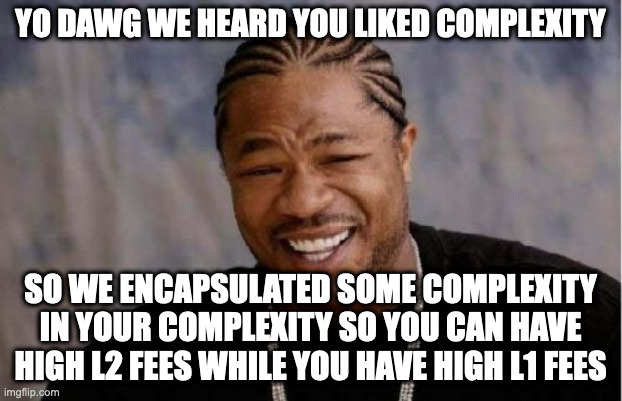 YO DAWG WE HEARD YOU LIKED COMPLEXITY
SO WE ENCAPSULATED SOME COMPLEXITY
IN YOUR COMPLEXITY SO YOU CAN HAVE
HIGH L2 FEES WHILE YOU HAVE HIGH L1 FEES
imgflip.com